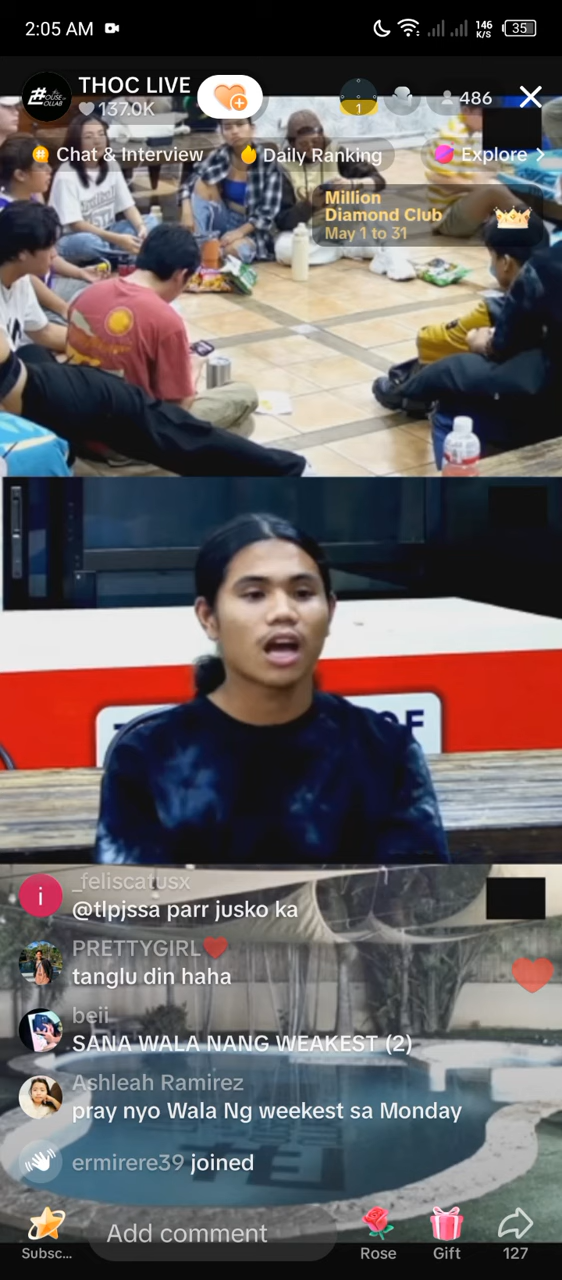 2:05 AM
146
K/S
35
THOC LIVE
137.0K
1
486
Chat & Interview
Daily Ranking
Explore
Million
Diamond Club
May 1 to 31
_feliscatusx
@tlpjssa parr jusko ka
PRETTYGIRL❤️
tanglu din haha
beii
SANA WALA NANG WEAKEST (2)
Ashleah Ramirez
pray nyo Wala Ng weekest sa Monday
ermirere39 joined
Add comment
Subsc...
Rose
Gift
127